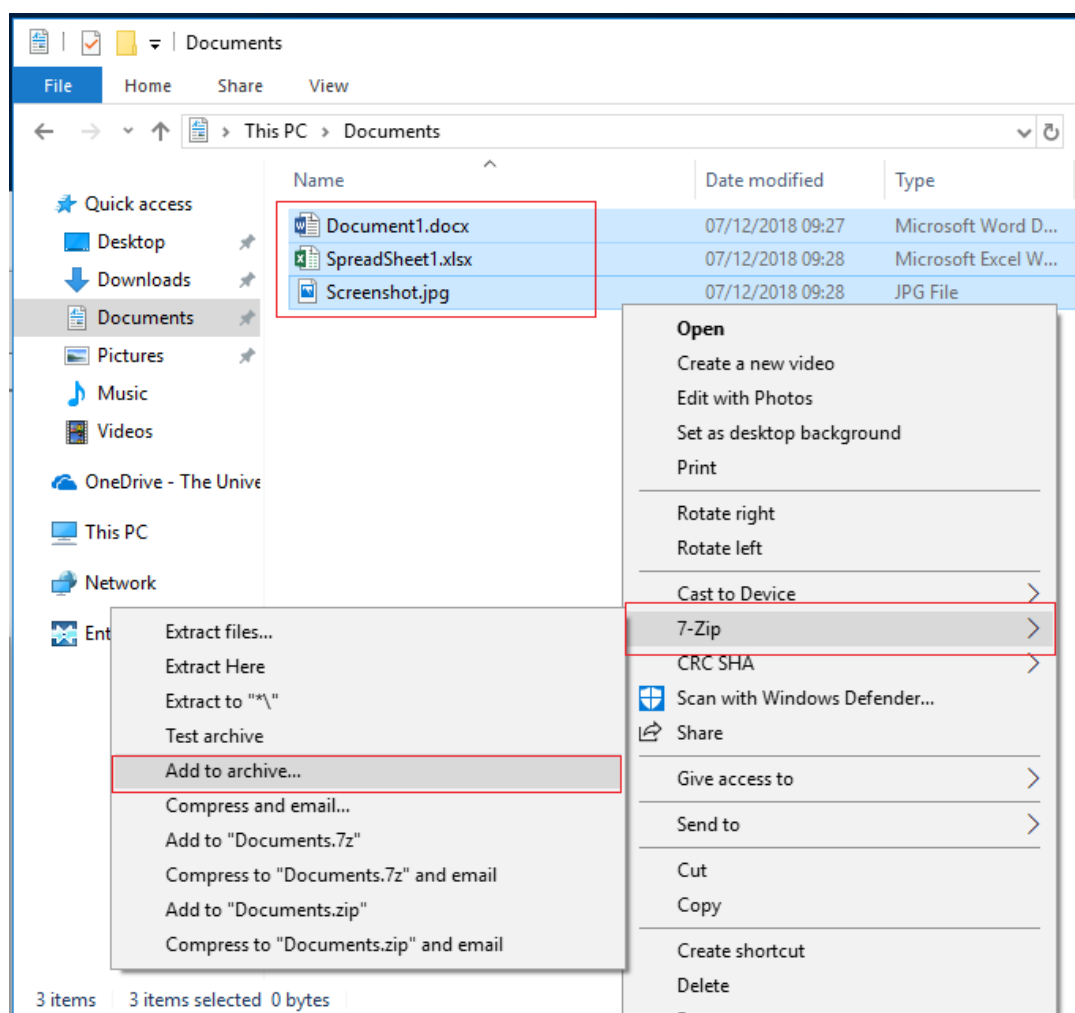 Documents
File Home Share View
This PC > Documents
Name Date modified Type
Quick access
Desktop
Downloads
Documents
Pictures
Music
Videos
OneDrive - The Unive
This PC
Network
Ent
Document1.docx 07/12/2018 09:27 Microsoft Word D...
SpreadSheet1.xlsx 07/12/2018 09:28 Microsoft Excel W...
Screenshot.jpg 07/12/2018 09:28 JPG File
Open
Create a new video
Edit with Photos
Set as desktop background
Print
Rotate right
Rotate left
Cast to Device
7-Zip
CRC SHA
Scan with Windows Defender...
Share
Give access to
Send to
Cut
Copy
Create shortcut
Delete
Extract files...
Extract Here
Extract to "*\"
Test archive
Add to archive...
Compress and email...
Add to "Documents.7z"
Compress to "Documents.7z" and email
Add to "Documents.zip"
Compress to "Documents.zip" and email
3 items 3 items selected 0 bytes